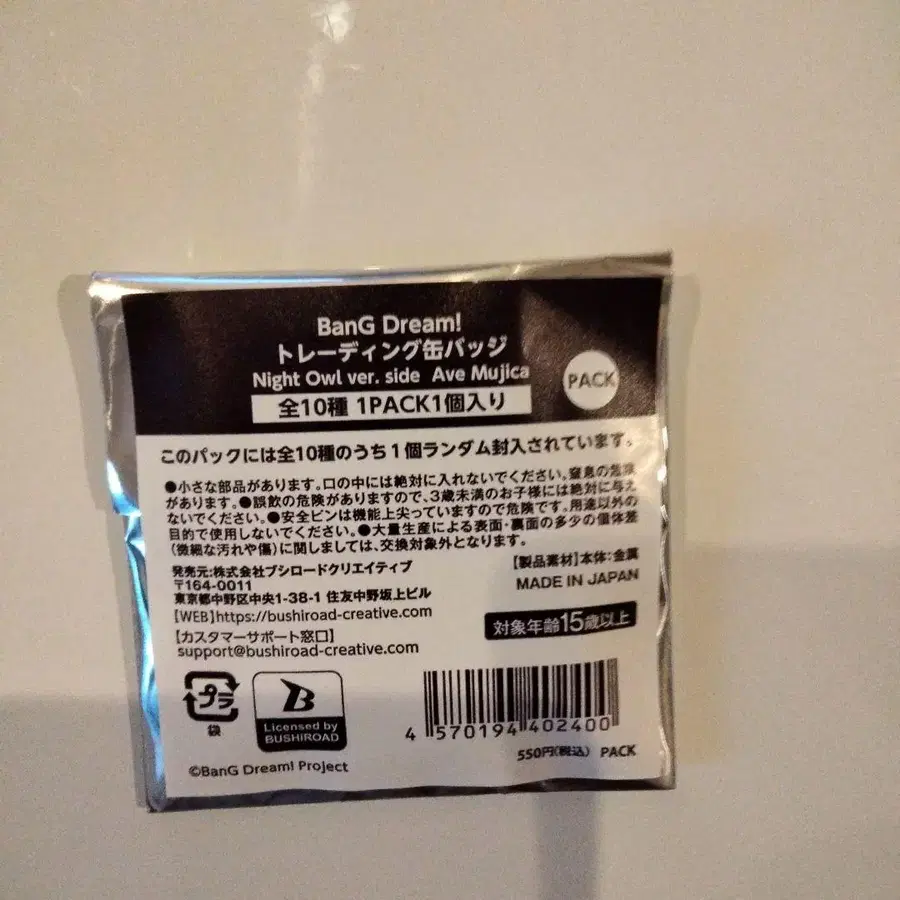 BanG Dream!
トレーディング缶バッジ
Night Owl ver. side Ave Mujica
全10種 1PACK1個入り
PACK
このパックには全10種のうち1個ランダム封入されています。
●小さな部品があります。口の中には絶対に入れないでください。窒息の危険
があります。●誤飲の危険がありますので、3歳未満のお子様には絶対に与え
ないでください。●安全ピンは機能上尖っていますので危険です。用途以外の
目的で使用しないでください。●大量生産による表面・裏面の多少の個体差
(微細な汚れや傷)に関しましては、交換対象外となります。
発売元:株式会社ブシロードクリエイティブ
〒164-0011
東京都中野区中央1-38-1 住友中野坂上ビル
【WEB】https://bushiroad-creative.com
【カスタマーサポート窓口】
support@bushiroad-creative.com
【製品素材】本体:金属
MADE IN JAPAN
対象年齢15歳以上
プラ
袋
B
Licensed by
BUSHIROAD
4 570194 402400
550円(税込) PACK
©BanG Dream! Project